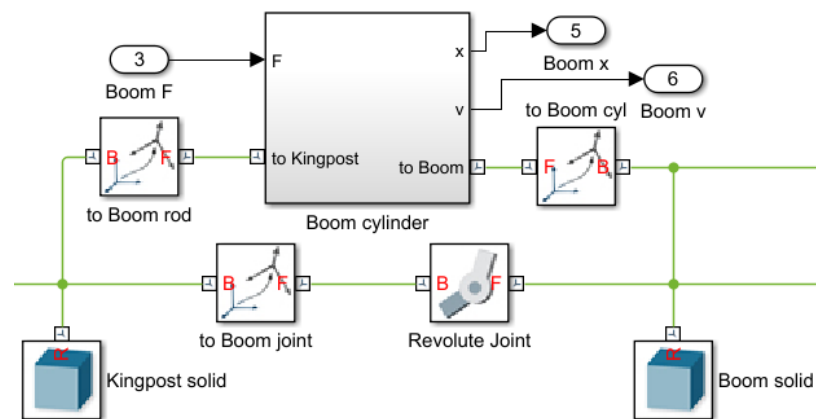 3
Boom F
F
x
v
to Kingpost
to Boom
Boom cylinder
5
Boom x
6
Boom v
to Boom cyl
F
B
B
F
to Boom rod
B
F
to Boom joint
B
F
Revolute Joint
R
Kingpost solid
R
Boom solid